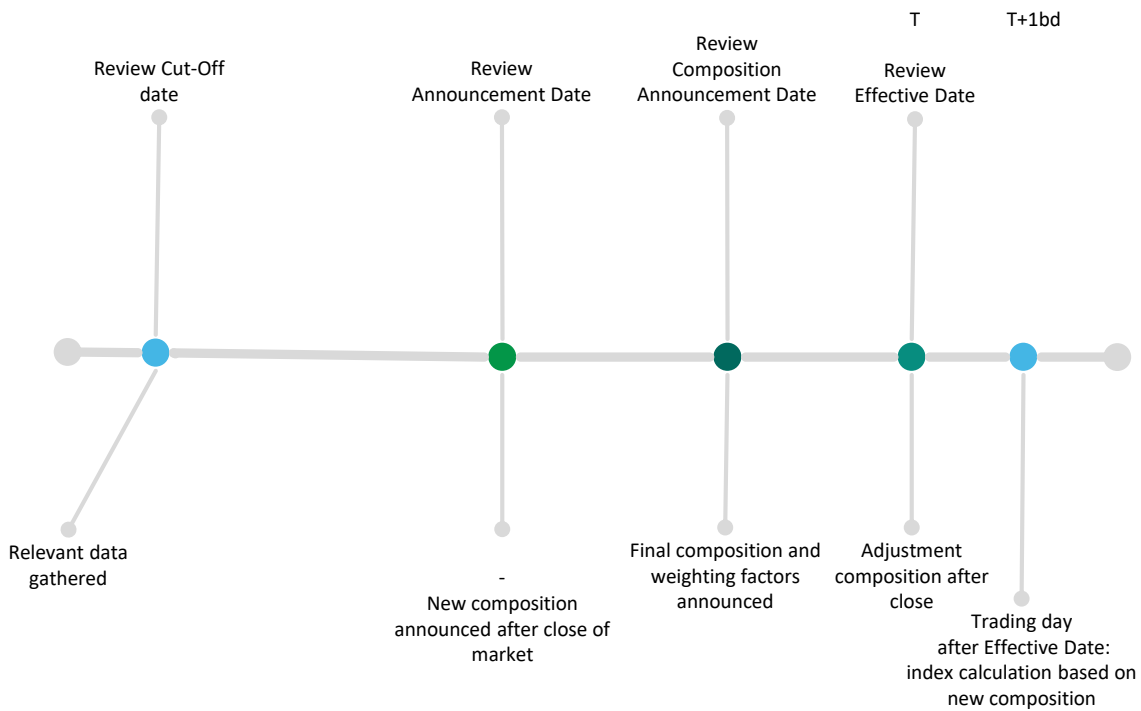 T
T+1bd
Review Cut-Off
date
Review
Announcement Date
Review
Composition
Announcement Date
Review
Effective Date
Relevant data
gathered
-
New composition
announced after close of
market
Final composition and
weighting factors
announced
Adjustment
composition after
close
Trading day
after Effective Date:
index calculation based on
new composition